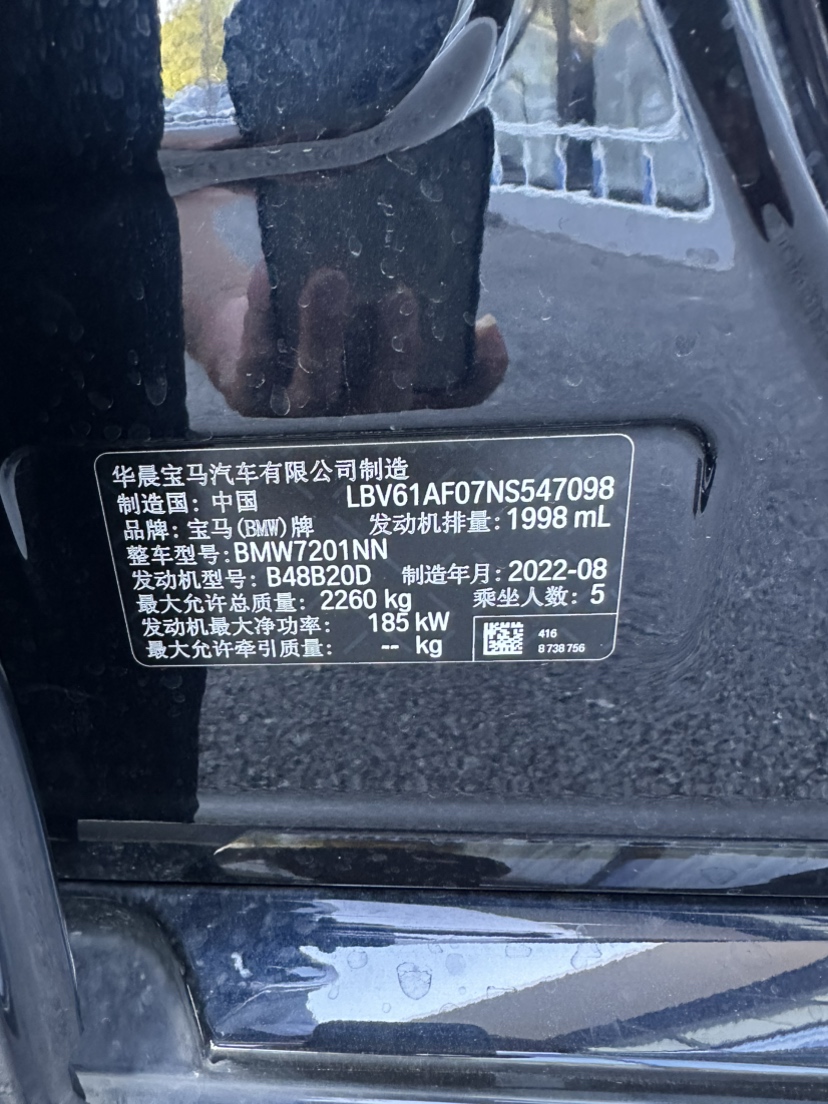 华晨宝马汽车有限公司制造
制造国: 中国 LBV61AF07NS547098
品牌: 宝马(BMW)牌 发动机排量: 1998 mL
整车型号: BMW7201NN
发动机型号: B48B20D 制造年月: 2022-08
最大允许总质量: 2260 kg 乘坐人数: 5
发动机最大净功率: 185 kW
最大允许牵引质量: -- kg
416
8 738 756